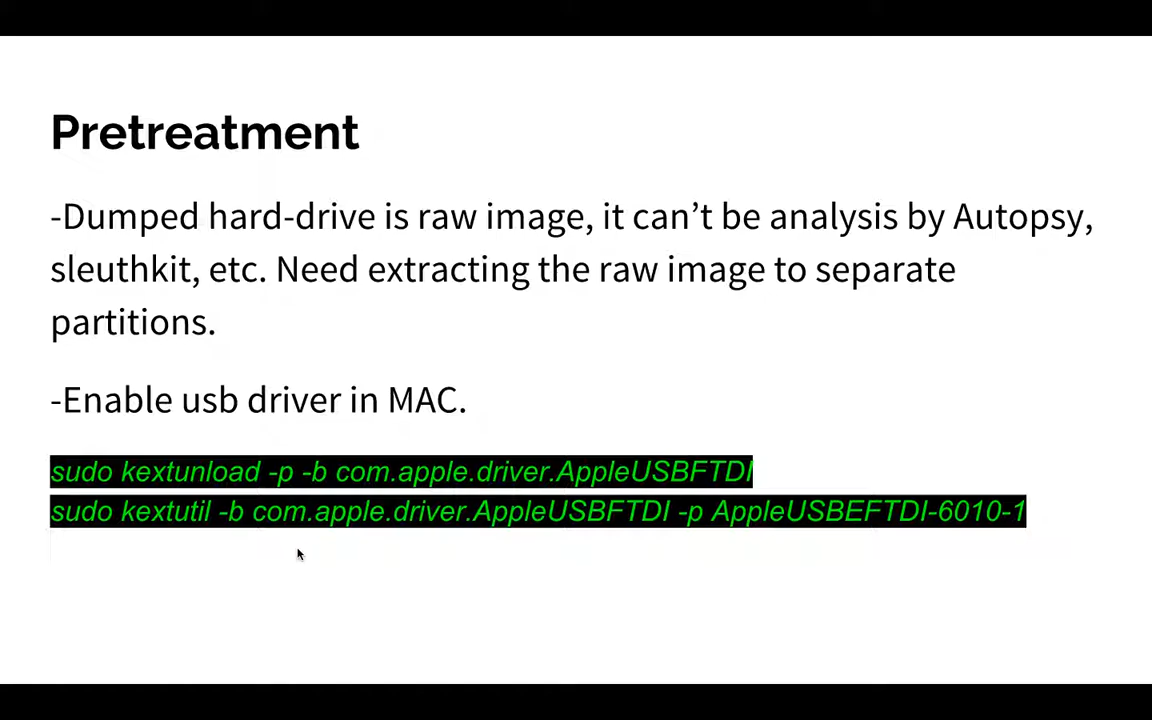 Pretreatment
-Dumped hard-drive is raw image, it can’t be analysis by Autopsy,
sleuthkit, etc. Need extracting the raw image to separate
partitions.
-Enable usb driver in MAC.
sudo kextunload -p -b com.apple.driver.AppleUSBFTDI
sudo kextutil -b com.apple.driver.AppleUSBFTDI -p AppleUSBEFTDI-6010-1